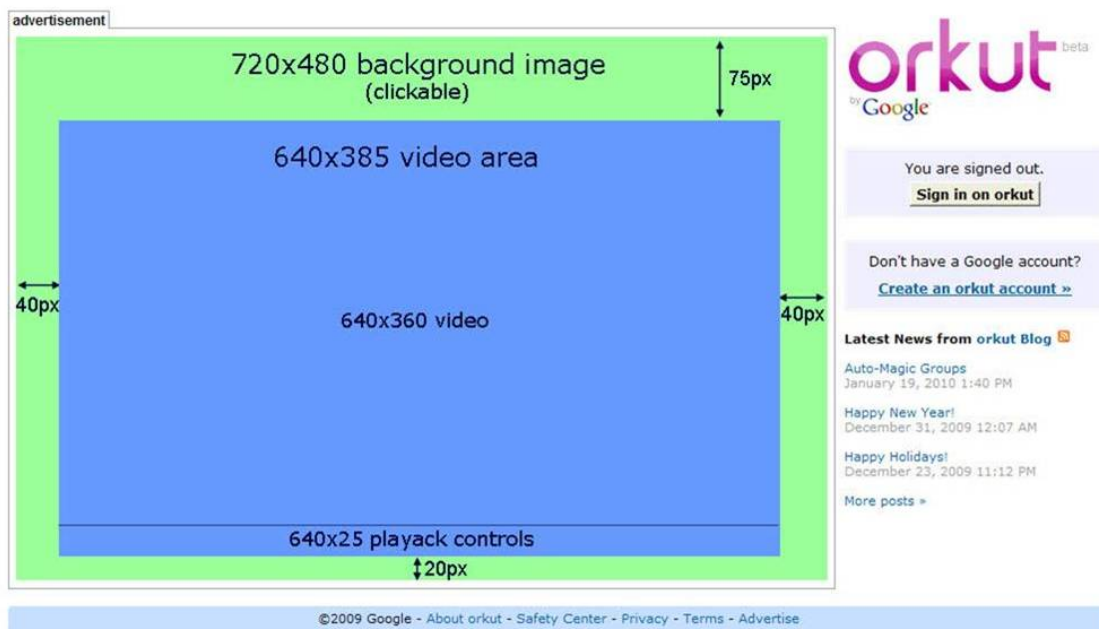 advertisement
720x480 background image
(clickable)
75px
640x385 video area
40px
640x360 video
40px
640x25 playack controls
20px
orkut beta
by Google
You are signed out.
Sign in on orkut
Don't have a Google account?
Create an orkut account »
Latest News from orkut Blog
Auto-Magic Groups
January 19, 2010 1:40 PM
Happy New Year!
December 31, 2009 12:07 AM
Happy Holidays!
December 23, 2009 11:12 PM
More posts »
©2009 Google - About orkut - Safety Center - Privacy - Terms - Advertise